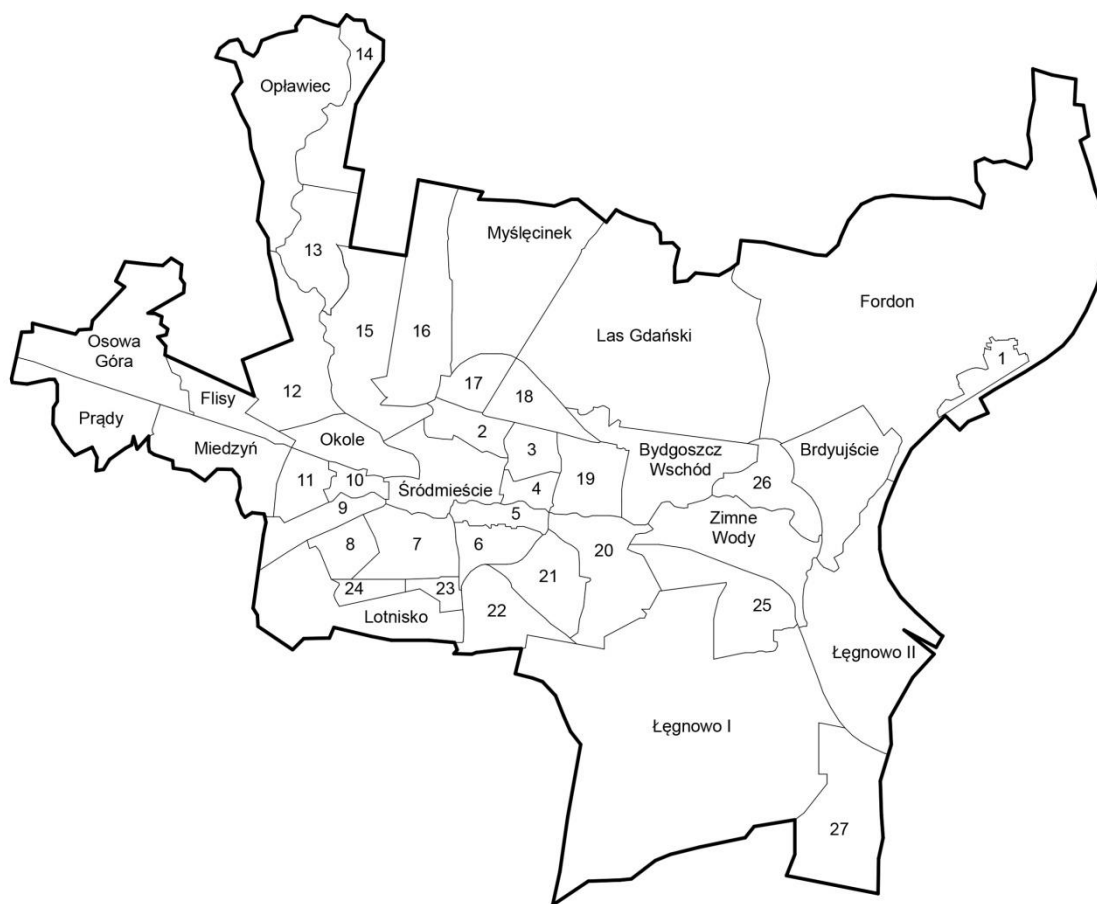 14
Opławiec
Myślęcinek
13
Fordon
15
16
Las Gdański
Osowa
Góra
1
17
12
18
Flisy
Prądy
2
Okole
Miedzyń
3
Bydgoszcz
Wschód
Brdyujście
11
10
Śródmieście
4
19
26
9
5
Zimne
Wody
8
7
6
20
21
24
23
25
Lotnisko
22
Łęgnowo II
Łęgnowo I
27